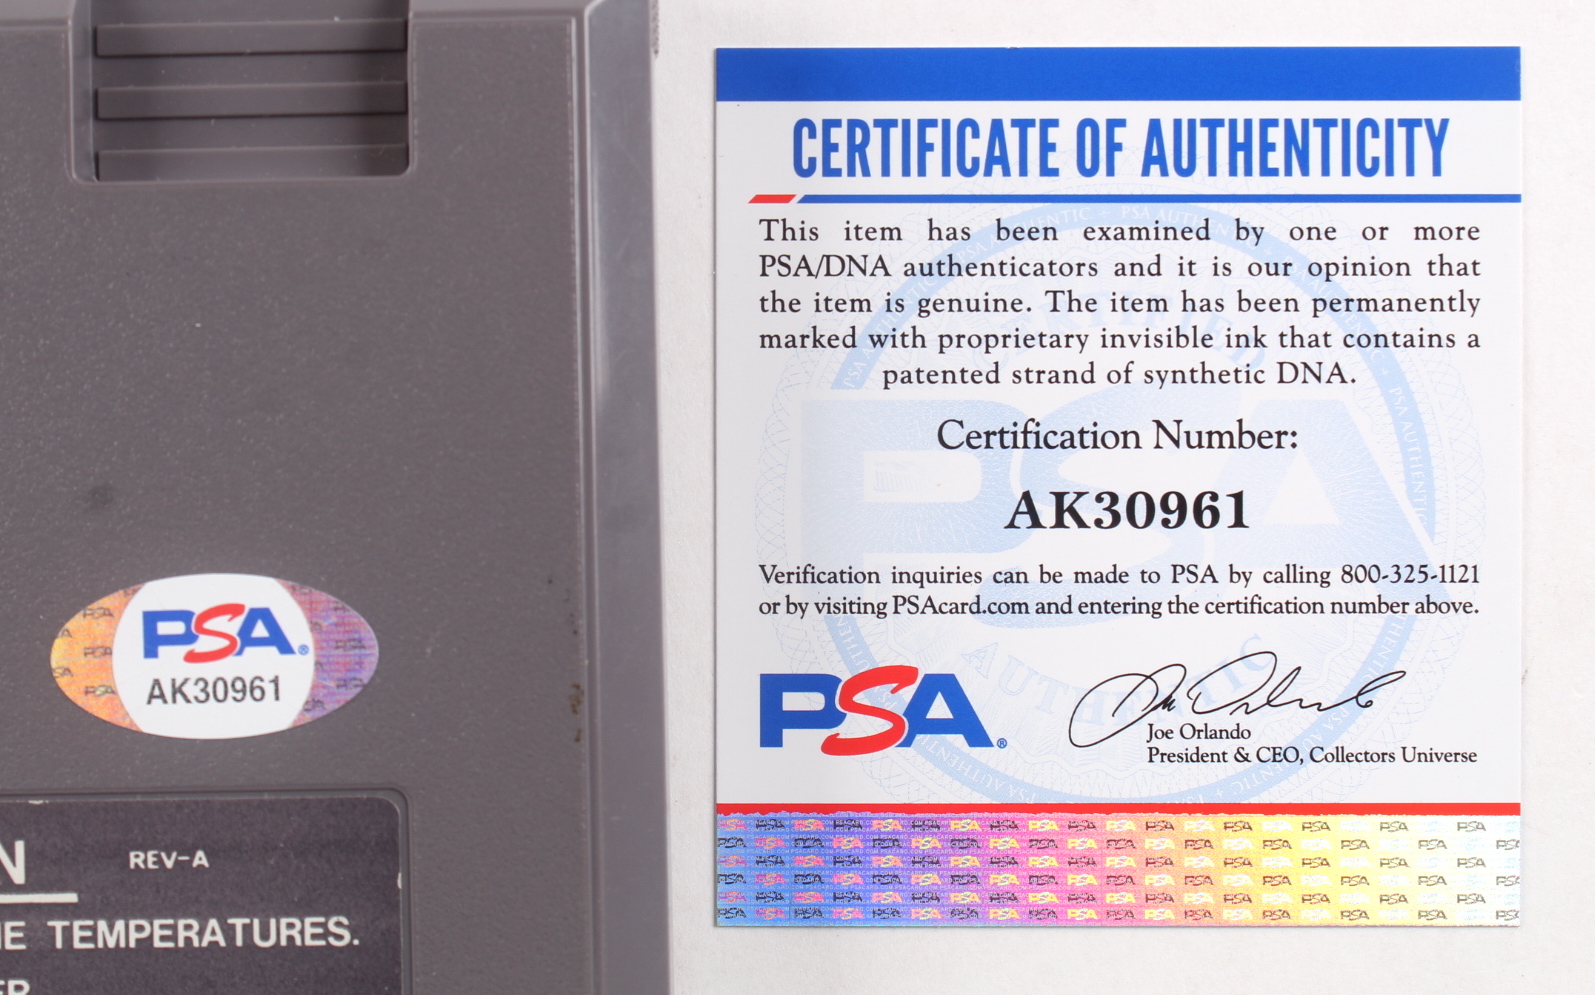 PSA®
AK30961
N
REV-A
E TEMPERATURES.
ER
CERTIFICATE OF AUTHENTICITY
This item has been examined by one or more
PSA/DNA authenticators and it is our opinion that
the item is genuine. The item has been permanently
marked with proprietary invisible ink that contains a
patented strand of synthetic DNA.
Certification Number:
AK30961
Verification inquiries can be made to PSA by calling 800-325-1121
or by visiting PSAcard.com and entering the certification number above.
PSA®
Joe Orlando
President & CEO, Collectors Universe